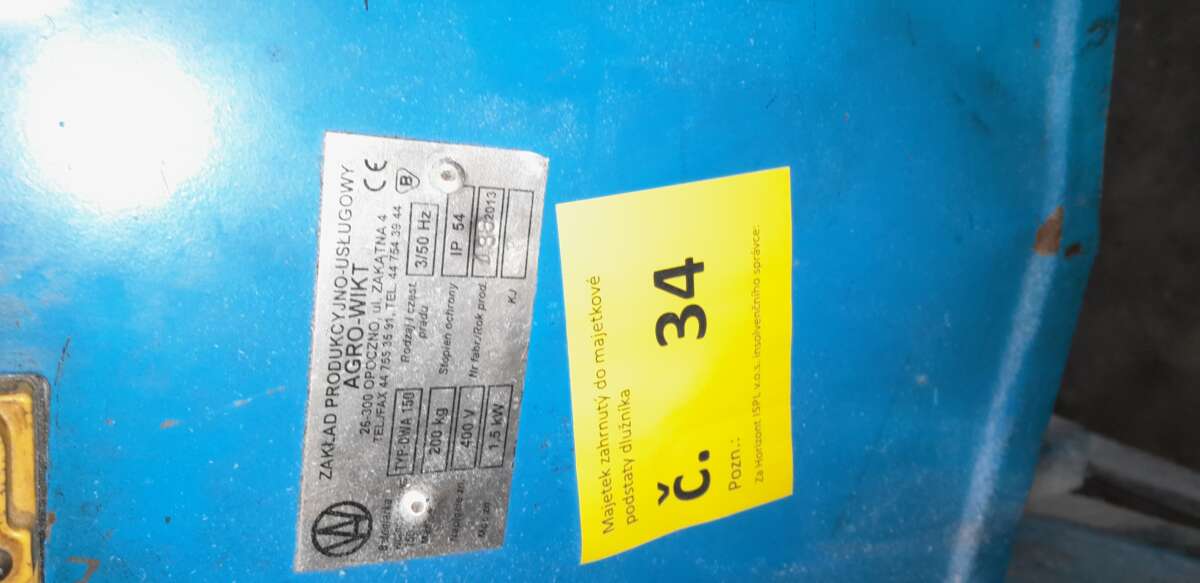 ZAKŁAD PRODUKCYJNO-USŁUGOWY
AGRO-WIKT
26-300 OPOCZNO, ul. ZAKĄTNA 4
TEL./FAX 44 755 35 91, TEL. 44 754 39 44
CE
B
TYP DWA 150
Rodzaj / część prądu
3/50 Hz
200 kg
Stopień ochrony
IP 54
400 V
Nr fabr./Rok prod.
2013
1,5 kW
KJ
Majetek zahrnutý do majetkové
podstaty dlužníka
č. 34
Pozn.:
Za Horizont ISPL v.o.s. insolvenčního správce.